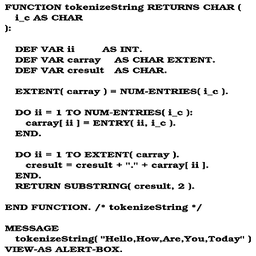 FUNCTION tokenizeString RETURNS CHAR (
i_c AS CHAR
):
DEF VAR ii AS INT.
DEF VAR carray AS CHAR EXTENT.
DEF VAR cresult AS CHAR.
EXTENT( carray ) = NUM-ENTRIES( i_c ).
DO ii = 1 TO NUM-ENTRIES( i_c ):
carray[ ii ] = ENTRY( ii, i_c ).
END.
DO ii = 1 TO EXTENT( carray ).
cresult = cresult + "." + carray[ ii ].
END.
RETURN SUBSTRING( cresult, 2 ).
END FUNCTION. /* tokenizeString */
MESSAGE
tokenizeString( "Hello,How,Are,You,Today" )
VIEW-AS ALERT-BOX.